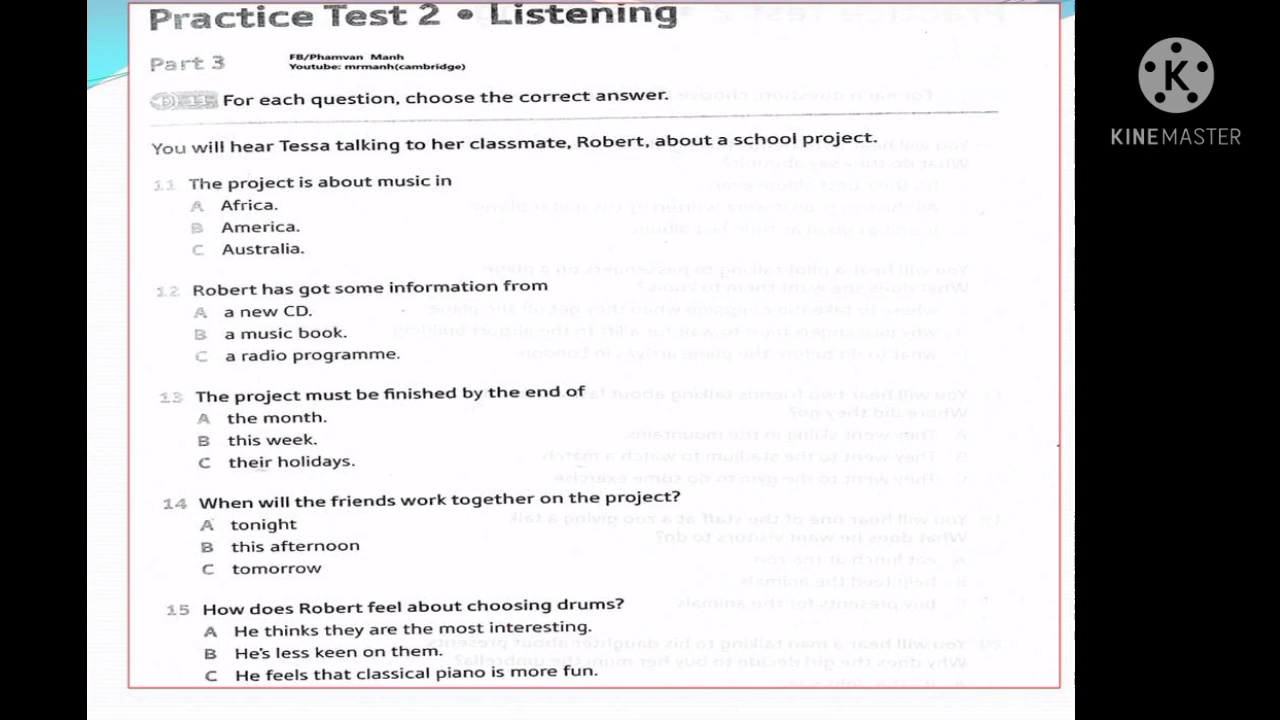 Practice Test 2 • Listening
Part 3
FB/Phamvan Manh
Youtube: mrmanh(cambridge)
For each question, choose the correct answer.
You will hear Tessa talking to her classmate, Robert, about a school project.
11 The project is about music in
A Africa.
B America.
C Australia.
12 Robert has got some information from
A a new CD.
B a music book.
C a radio programme.
13 The project must be finished by the end of
A the month.
B this week.
C their holidays.
14 When will the friends work together on the project?
A tonight
B this afternoon
C tomorrow
15 How does Robert feel about choosing drums?
A He thinks they are the most interesting.
B He's less keen on them.
C He feels that classical piano is more fun.
K
KINEMASTER